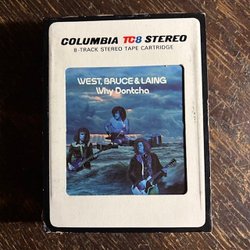 COLUMBIA TC8 STEREO
8-TRACK STEREO TAPE CARTRIDGE
WEST, BRUCE & LAING
Why Dontcha